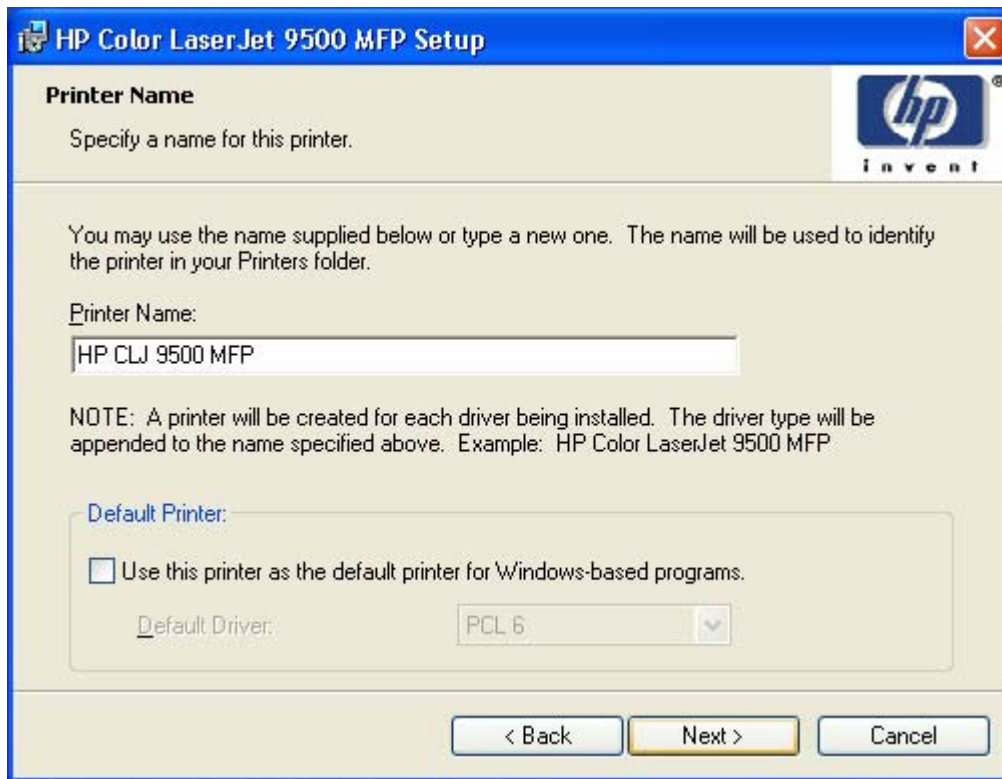 HP Color LaserJet 9500 MFP Setup
Printer Name
Specify a name for this printer.
hp
®
invent
You may use the name supplied below or type a new one. The name will be used to identify
the printer in your Printers folder.
Printer Name:
HP CLJ 9500 MFP
NOTE: A printer will be created for each driver being installed. The driver type will be
appended to the name specified above. Example: HP Color LaserJet 9500 MFP
Default Printer:
Use this printer as the default printer for Windows-based programs.
Default Driver:
PCL 6
< Back
Next >
Cancel